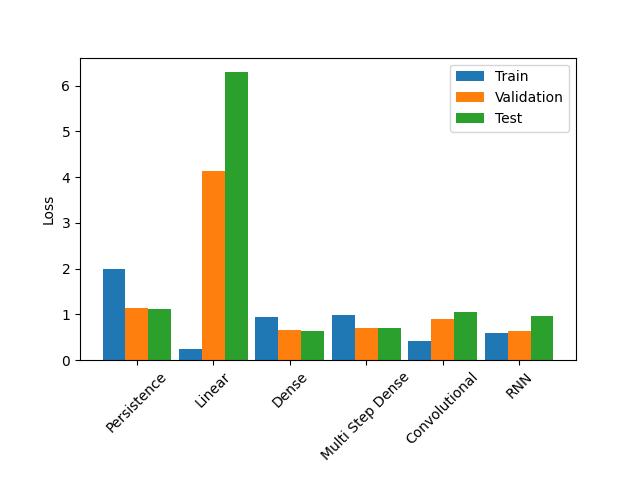 Loss
6
5
4
3
2
1
0
Train
Validation
Test
Persistence
Linear
Dense
Multi Step Dense
Convolutional
RNN